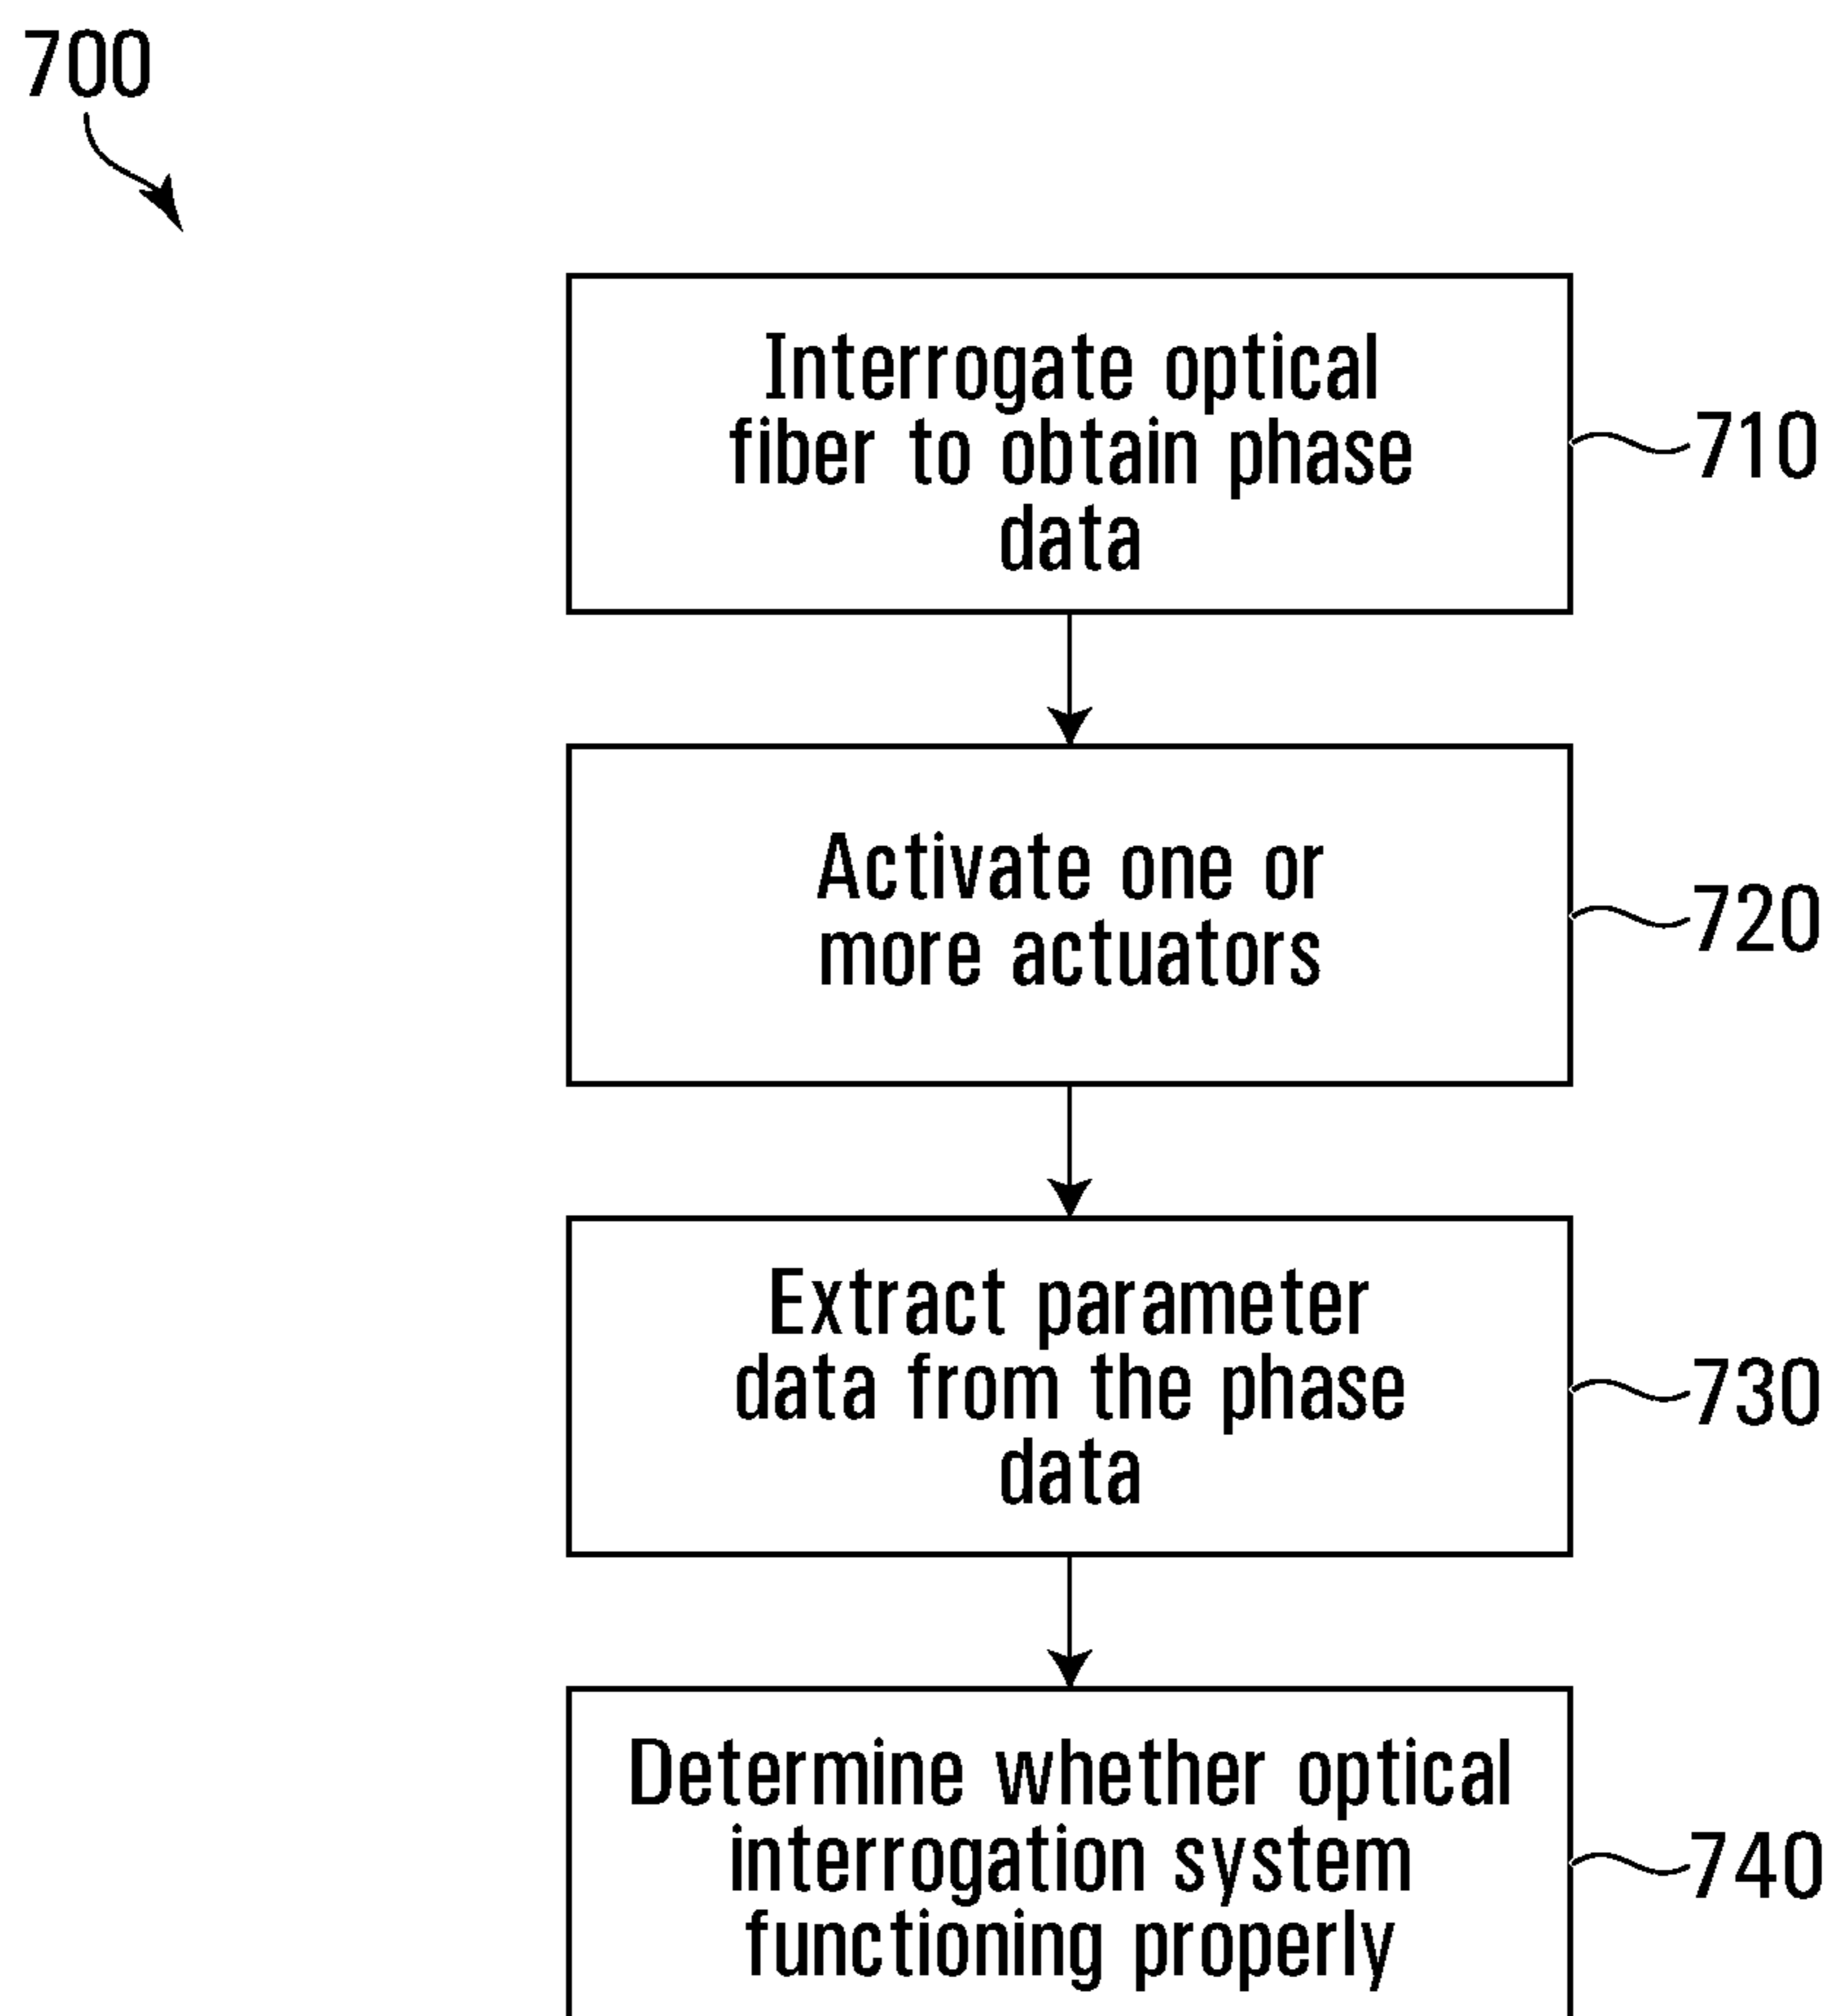 700
Interrogate optical
fiber to obtain phase
data
710
Activate one or
more actuators
720
Extract parameter
data from the phase
data
730
Determine whether optical
interrogation system
functioning properly
740